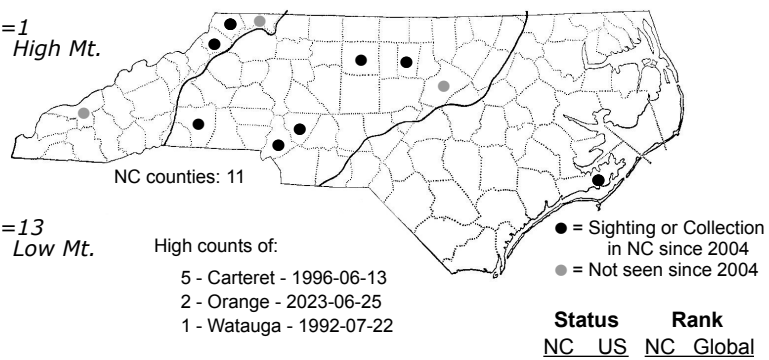 =1
High Mt.
NC counties: 11
=13
Low Mt.
High counts of:
5 - Carteret - 1996-06-13
2 - Orange - 2023-06-25
1 - Watauga - 1992-07-22
● = Sighting or Collection
in NC since 2004
● = Not seen since 2004
Status Rank
NC US NC Global